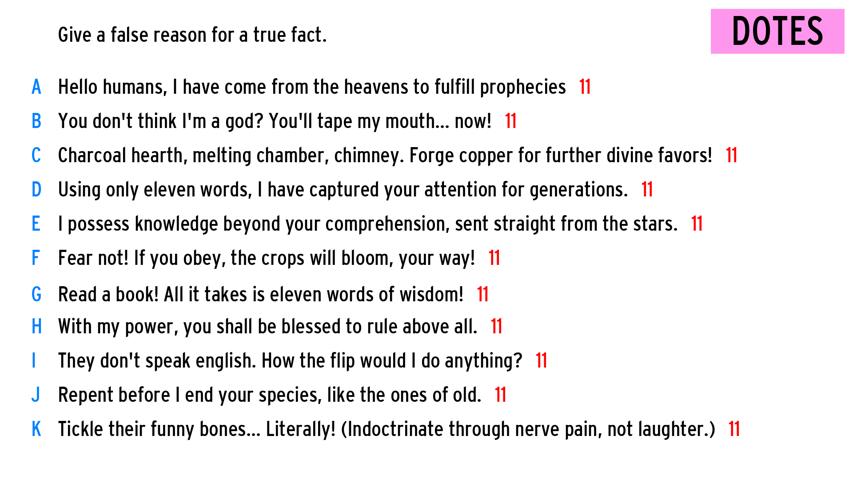 Give a false reason for a true fact.
DOTES
A Hello humans, I have come from the heavens to fulfill prophecies 11
B You don't think I'm a god? You'll tape my mouth... now! 11
C Charcoal hearth, melting chamber, chimney. Forge copper for further divine favors! 11
D Using only eleven words, I have captured your attention for generations. 11
E I possess knowledge beyond your comprehension, sent straight from the stars. 11
F Fear not! If you obey, the crops will bloom, your way! 11
G Read a book! All it takes is eleven words of wisdom! 11
H With my power, you shall be blessed to rule above all. 11
I They don't speak english. How the flip would I do anything? 11
J Repent before I end your species, like the ones of old. 11
K Tickle their funny bones... Literally! (Indoctrinate through nerve pain, not laughter.) 11